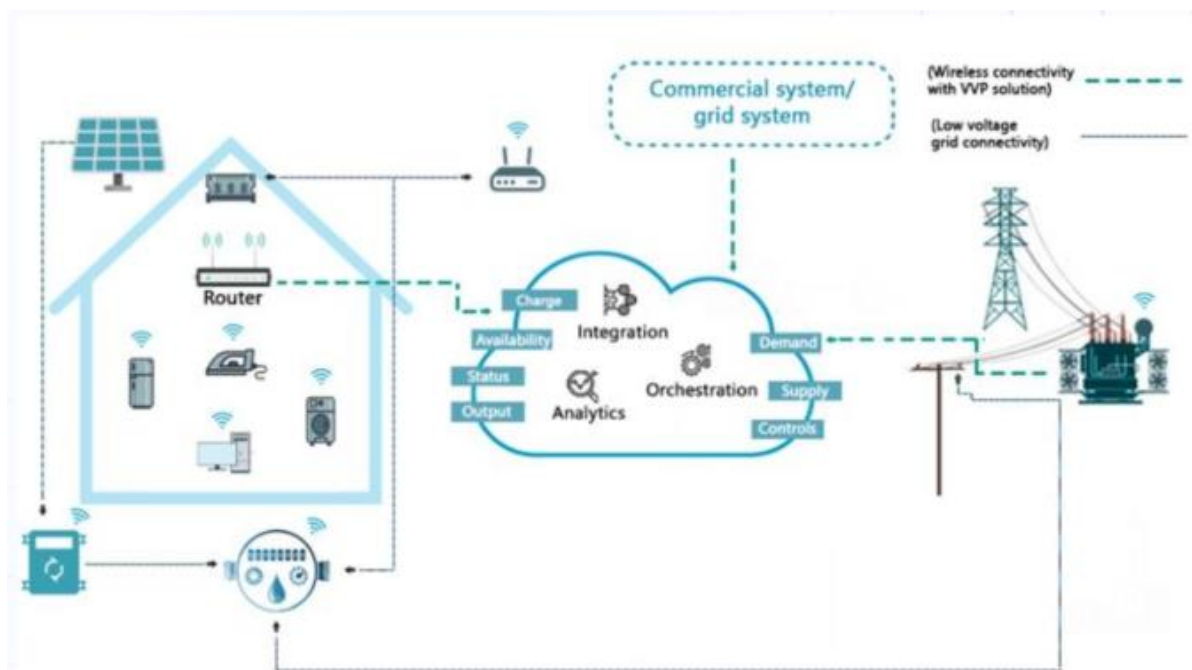 Commercial system/
grid system
(Wireless connectivity
with VVP solution)
(Low voltage
grid connectivity)
Router
Charge
Availability
Status
Output
Integration
Analytics
Orchestration
Demand
Supply
Controls